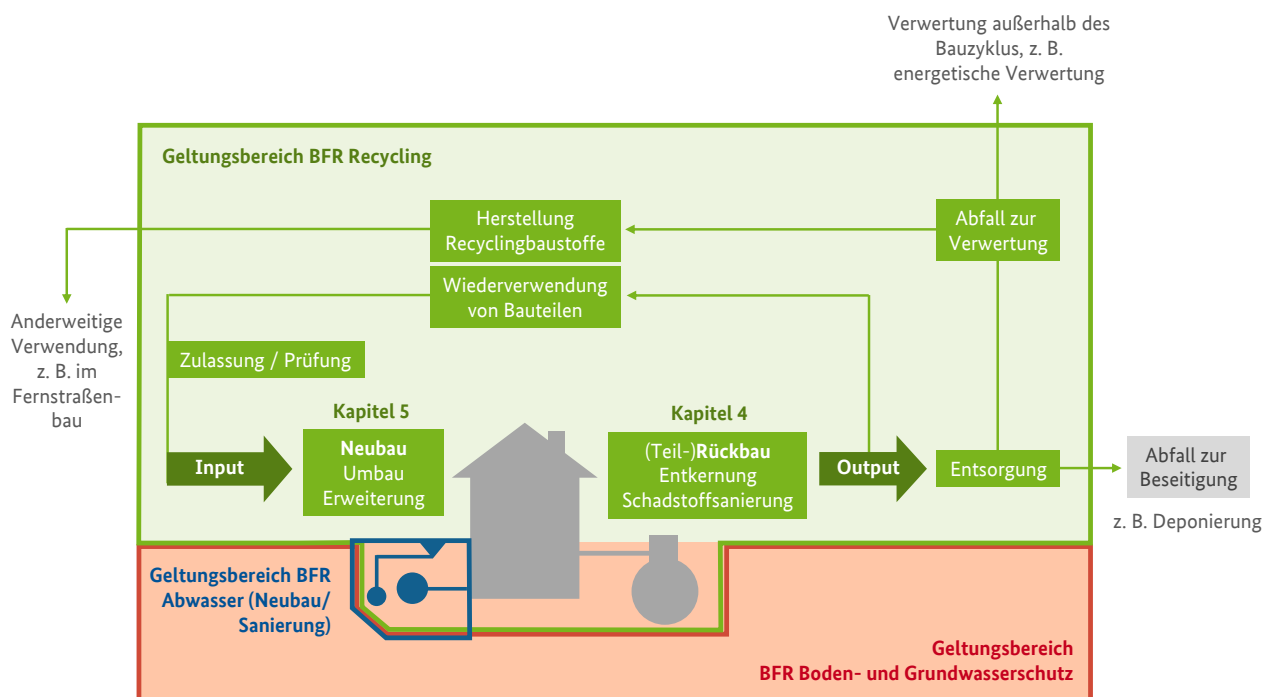 Verwertung außerhalb des
Bauzyklus, z. B.
energetische Verwertung
Geltungsbereich BFR Recycling
Herstellung
Recyclingbaustoffe
Abfall zur
Verwertung
Wiederverwendung
von Bauteilen
Anderweitige
Verwendung,
z. B. im
Fernstraßen-
bau
Zulassung / Prüfung
Kapitel 5
Kapitel 4
Input
Neubau
Umbau
Erweiterung
(Teil-)Rückbau
Entkernung
Schadstoffsanierung
Output
Entsorgung
Abfall zur
Beseitigung
z. B. Deponierung
Geltungsbereich BFR
Abwasser (Neubau/
Sanierung)
Geltungsbereich
BFR Boden- und Grundwasserschutz